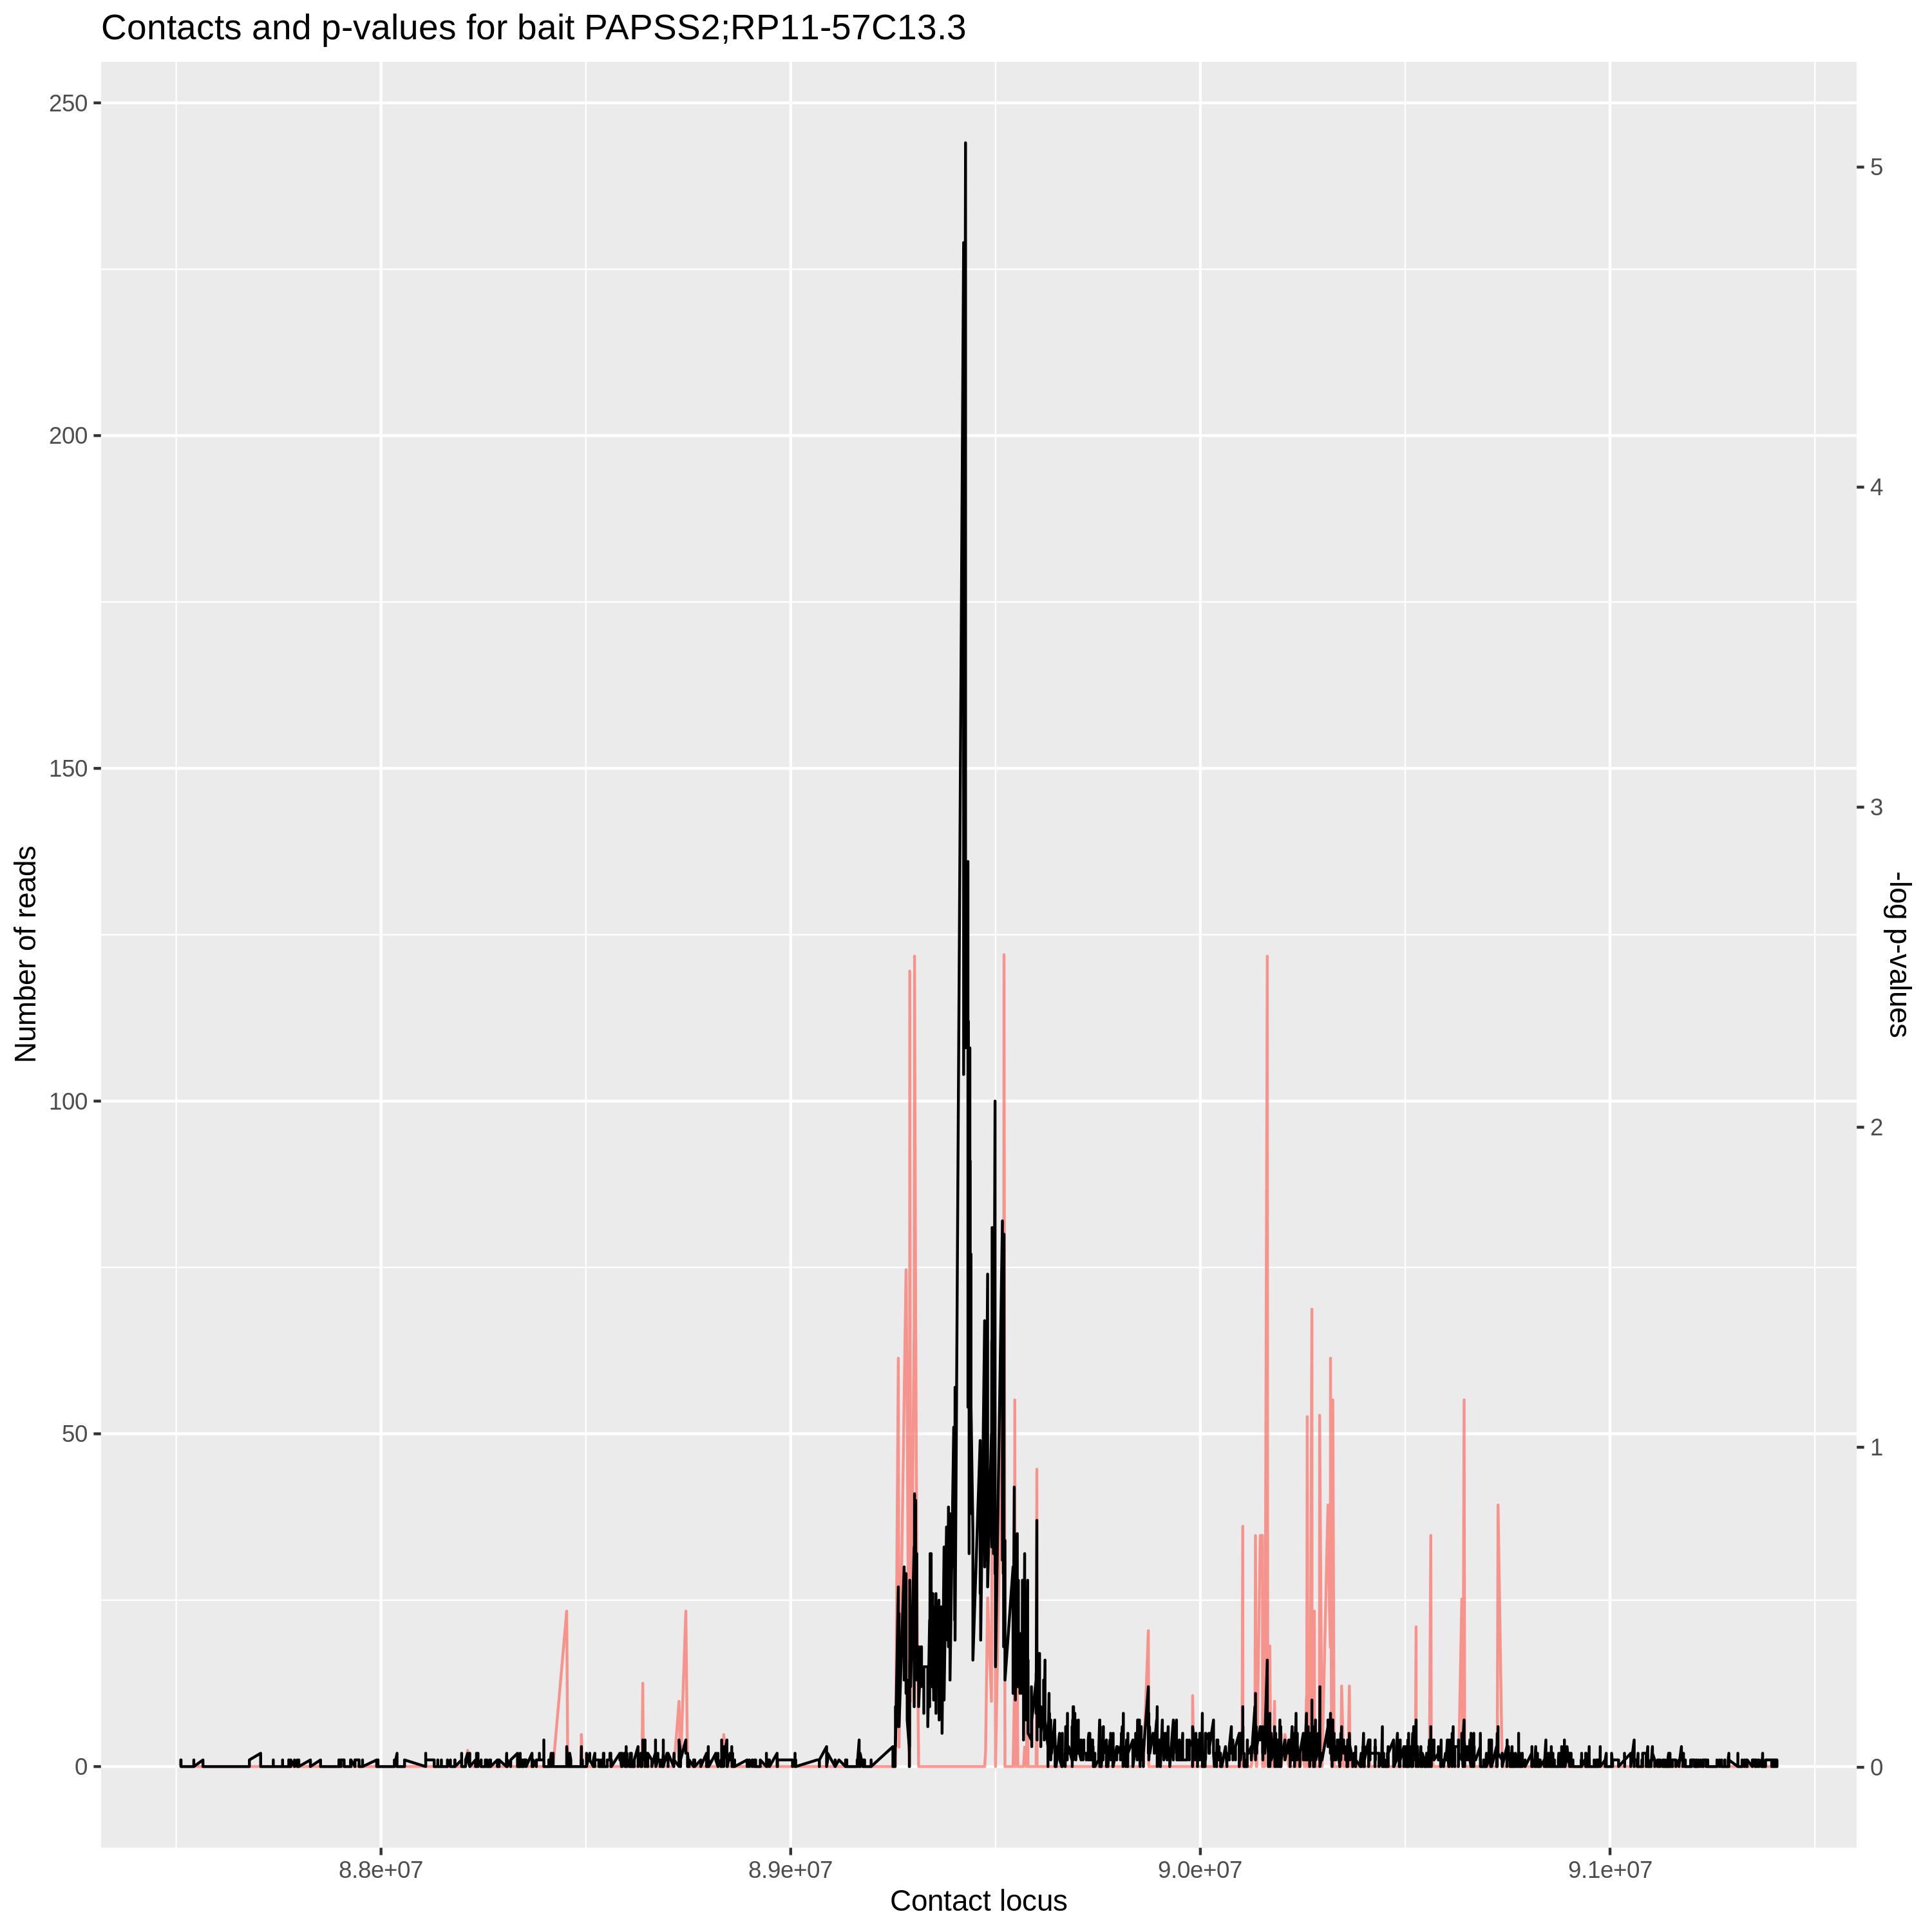 Contacts and p-values for bait PAPSS2;RP11-57C13.3
250
200
150
100
50
0
Number of reads
5
4
3
2
1
0
-log p-values
8.8e+07
8.9e+07
9.0e+07
9.1e+07
Contact locus